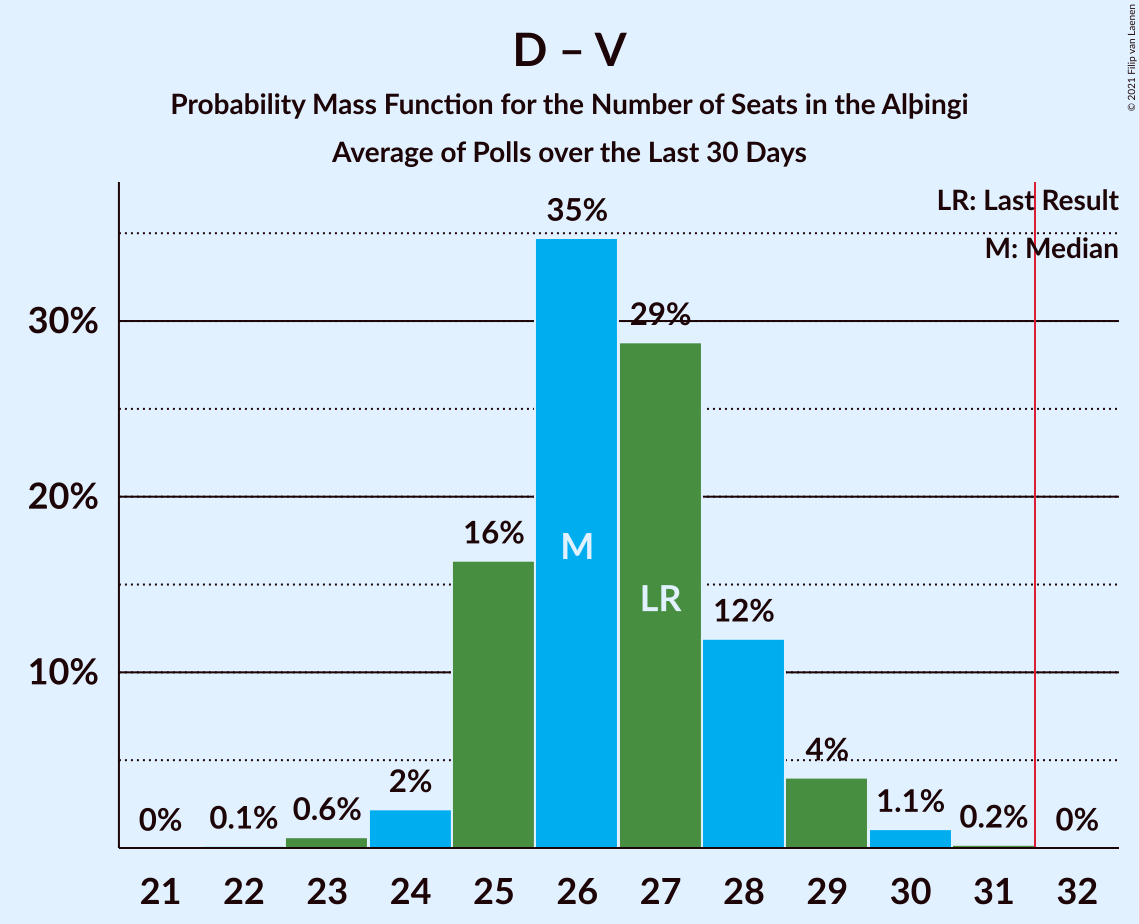 D – V
Probability Mass Function for the Number of Seats in the Alþingi
Average of Polls over the Last 30 Days
© 2021 Filip van Laenen
LR: Last Result
M: Median
35%
30%
29%
20%
16%
M
LR
12%
10%
4%
2%
1.1%
0.6%
0.1%
0.2%
0%
0%
21 22 23 24 25 26 27 28 29 30 31 32